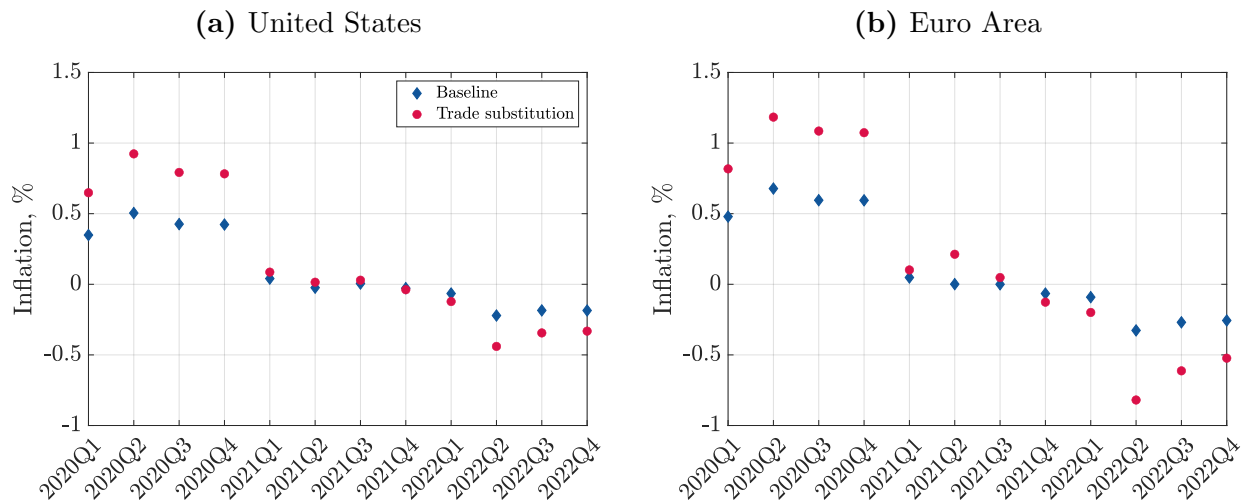 (a) United States
Inflation, %
1.5
1
0.5
0
-0.5
-1
Baseline
Trade substitution
2020Q1
2020Q2
2020Q3
2020Q4
2021Q1
2021Q2
2021Q3
2021Q4
2022Q1
2022Q2
2022Q3
2022Q4
(b) Euro Area
Inflation, %
1.5
1
0.5
0
-0.5
-1
2020Q1
2020Q2
2020Q3
2020Q4
2021Q1
2021Q2
2021Q3
2021Q4
2022Q1
2022Q2
2022Q3
2022Q4